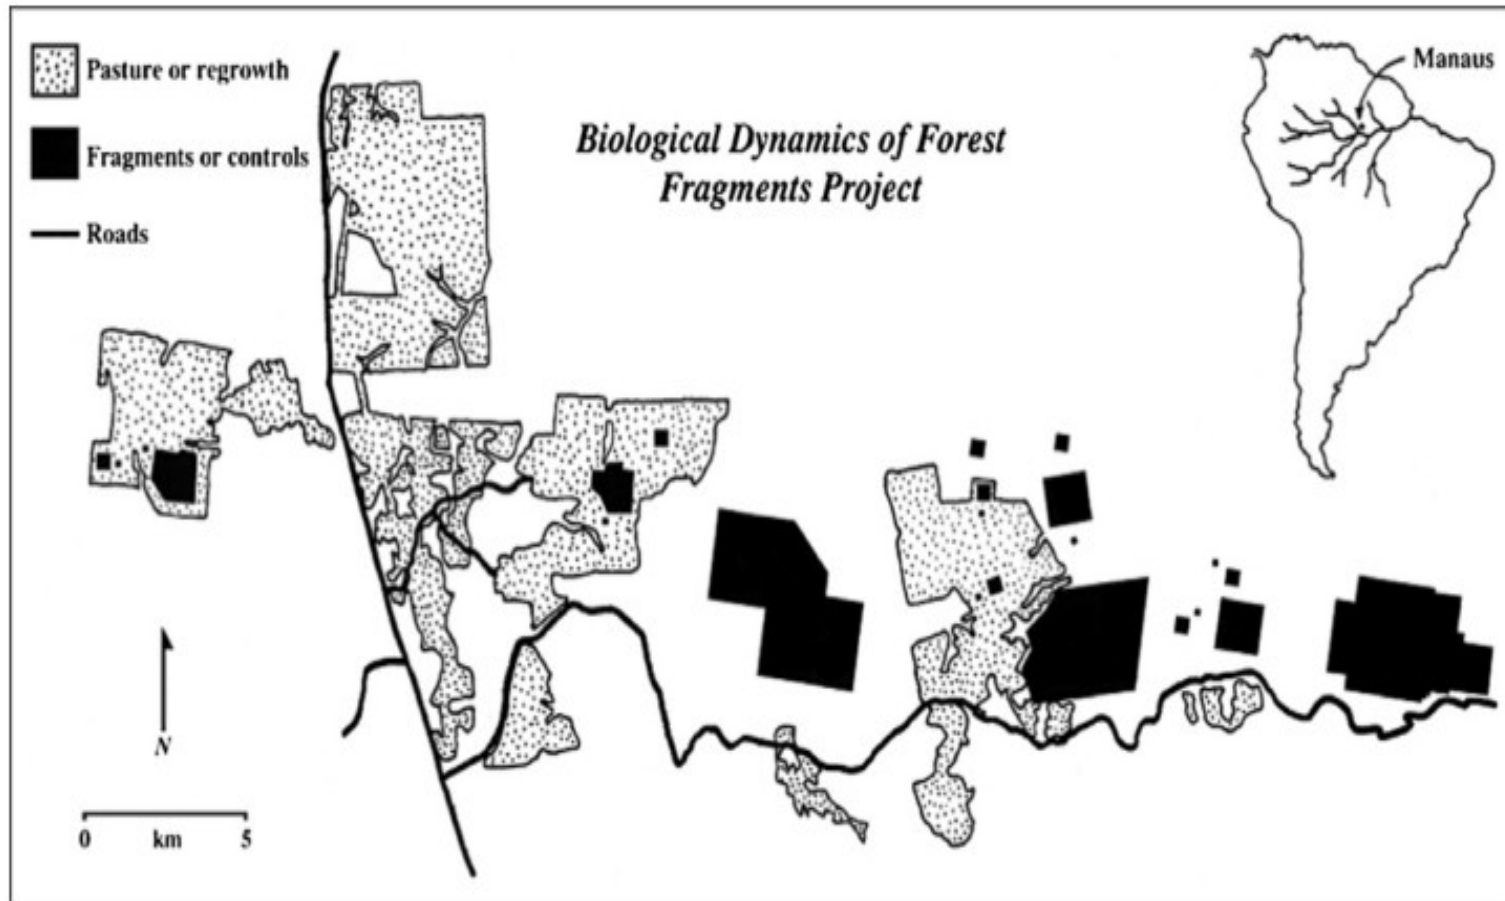 Pasture or regrowth
Fragments or controls
Roads
Biological Dynamics of Forest
Fragments Project
Manaus
N
0 km 5